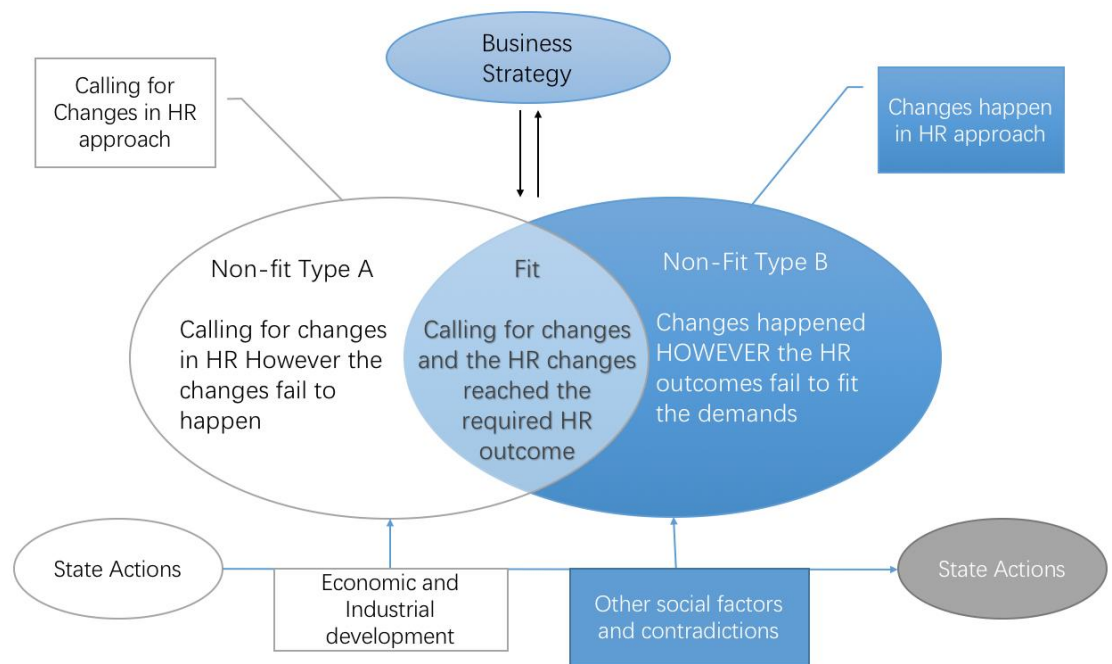 Business
Strategy
Calling for
Changes in HR
approach
Changes happen
in HR approach
Non-fit Type A
Calling for changes
in HR However the
changes fail to
happen
Fit
Calling for changes
and the HR changes
reached the
required HR
outcome
Non-Fit Type B
Changes happened
HOWEVER the HR
outcomes fail to fit
the demands
State Actions
Economic and
Industrial
development
Other social factors
and contradictions
State Actions